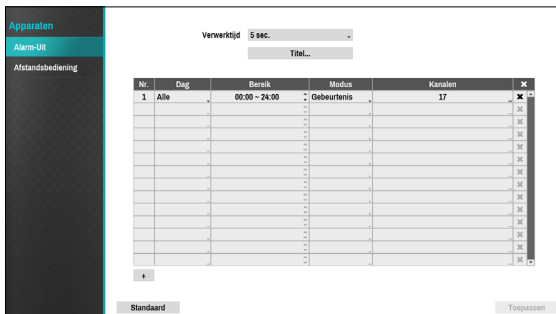 Apparaten
Alarm-Uit
Afstandsbediening
Verwerktijd 5 sec.
Titel...
Nr. Dag Bereik Modus Kanalen ✖
1 Alle 00:00 ~ 24:00 Gebeurtenis 17 ... ✖
+
Standaard Toepassen